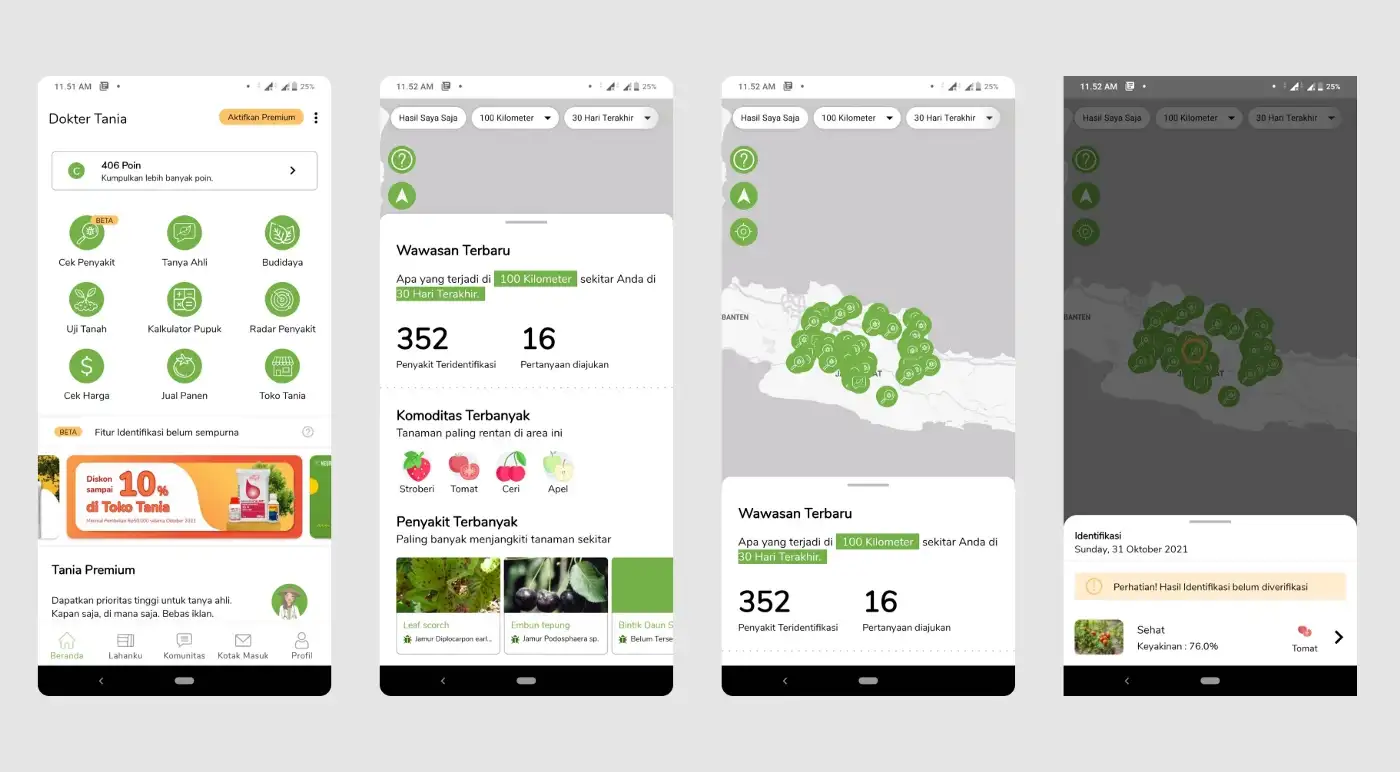 11.51 AM
25%
Dokter Tania
Aktifkan Premium
C
406 Poin
Kumpulkan lebih banyak poin.
BETA
Cek Penyakit
Tanya Ahli
Budidaya
Uji Tanah
Kalkulator Pupuk
Radar Penyakit
Cek Harga
Jual Panen
Toko Tania
BETA
Fitur Identifikasi belum sempurna
Diskon
sampai
10%
di Toko Tania
Tania Premium
Dapatkan prioritas tinggi untuk tanya ahli.
Kapan saja, di mana saja. Bebas iklan.
Beranda
Lahanku
Komunitas
Kotak Masuk
Profil
11.52 AM
25%
Hasil Saya Saja
100 Kilometer
30 Hari Terakhir
Wawasan Terbaru
Apa yang terjadi di 100 Kilometer sekitar Anda di
30 Hari Terakhir.
352
16
Penyakit Teridentifikasi
Pertanyaan diajukan
Komoditas Terbanyak
Tanaman paling rentan di area ini
Stroberi
Tomat
Ceri
Apel
Penyakit Terbanyak
Paling banyak menjangkiti tanaman sekitar
Leaf scorch
Jamur Diplocarpon earl...
Embun tepung
Jamur Podosphaera sp.
Bintik Daun S
Belum Terse
11.52 AM
25%
Hasil Saya Saja
100 Kilometer
30 Hari Terakhir
BANTEN
Wawasan Terbaru
Apa yang terjadi di 100 Kilometer sekitar Anda di
30 Hari Terakhir.
352
16
Penyakit Teridentifikasi
Pertanyaan diajukan
11.52 AM
25%
Hasil Saya Saja
100 Kilometer
30 Hari Terakhir
BANTEN
Identifikasi
Sunday, 31 Oktober 2021
Perhatian! Hasil Identifikasi belum diverifikasi
Sehat
Keyakinan : 76.0%
Tomat